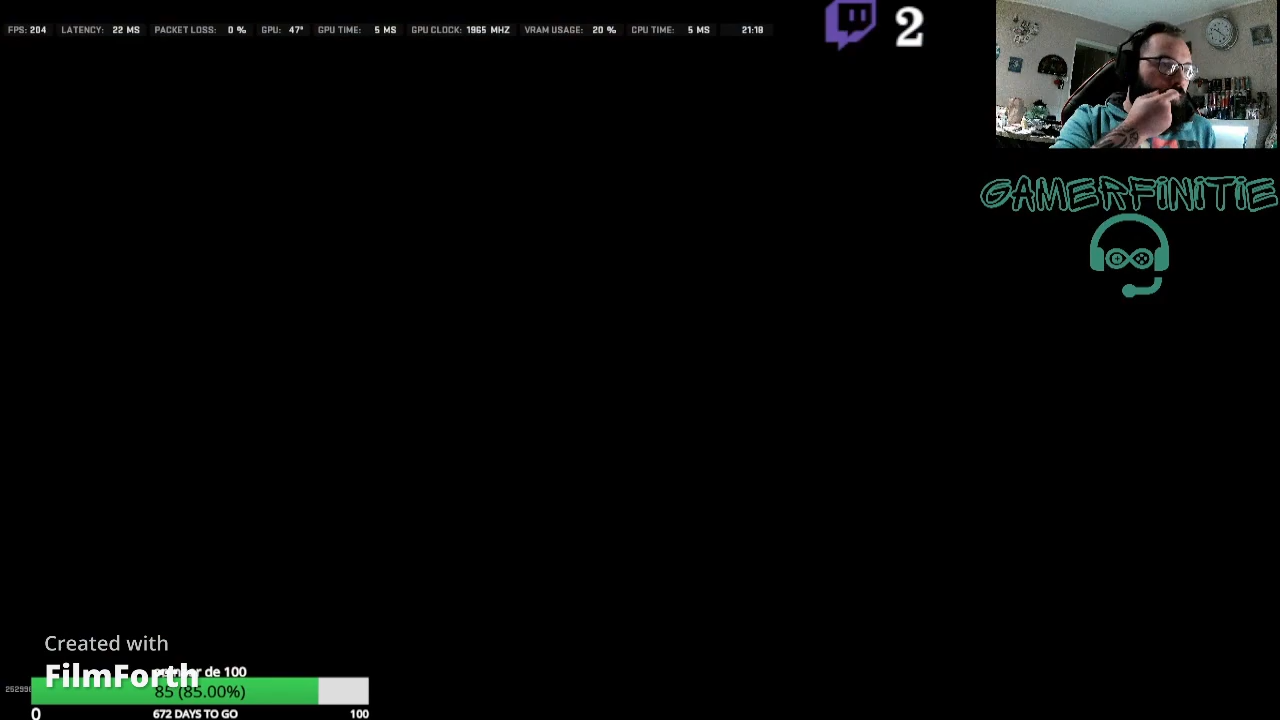 FPS: 204 LATENCY: 22 MS PACKET LOSS: 0 % GPU: 47° GPU TIME: 5 MS GPU CLOCK: 1965 MHZ VRAM USAGE: 20 % CPU TIME: 5 MS 21:18
2
GAMERFINITIE
Created with
FilmForth
de 100
85 (85.00%)
0 672 DAYS TO GO 100